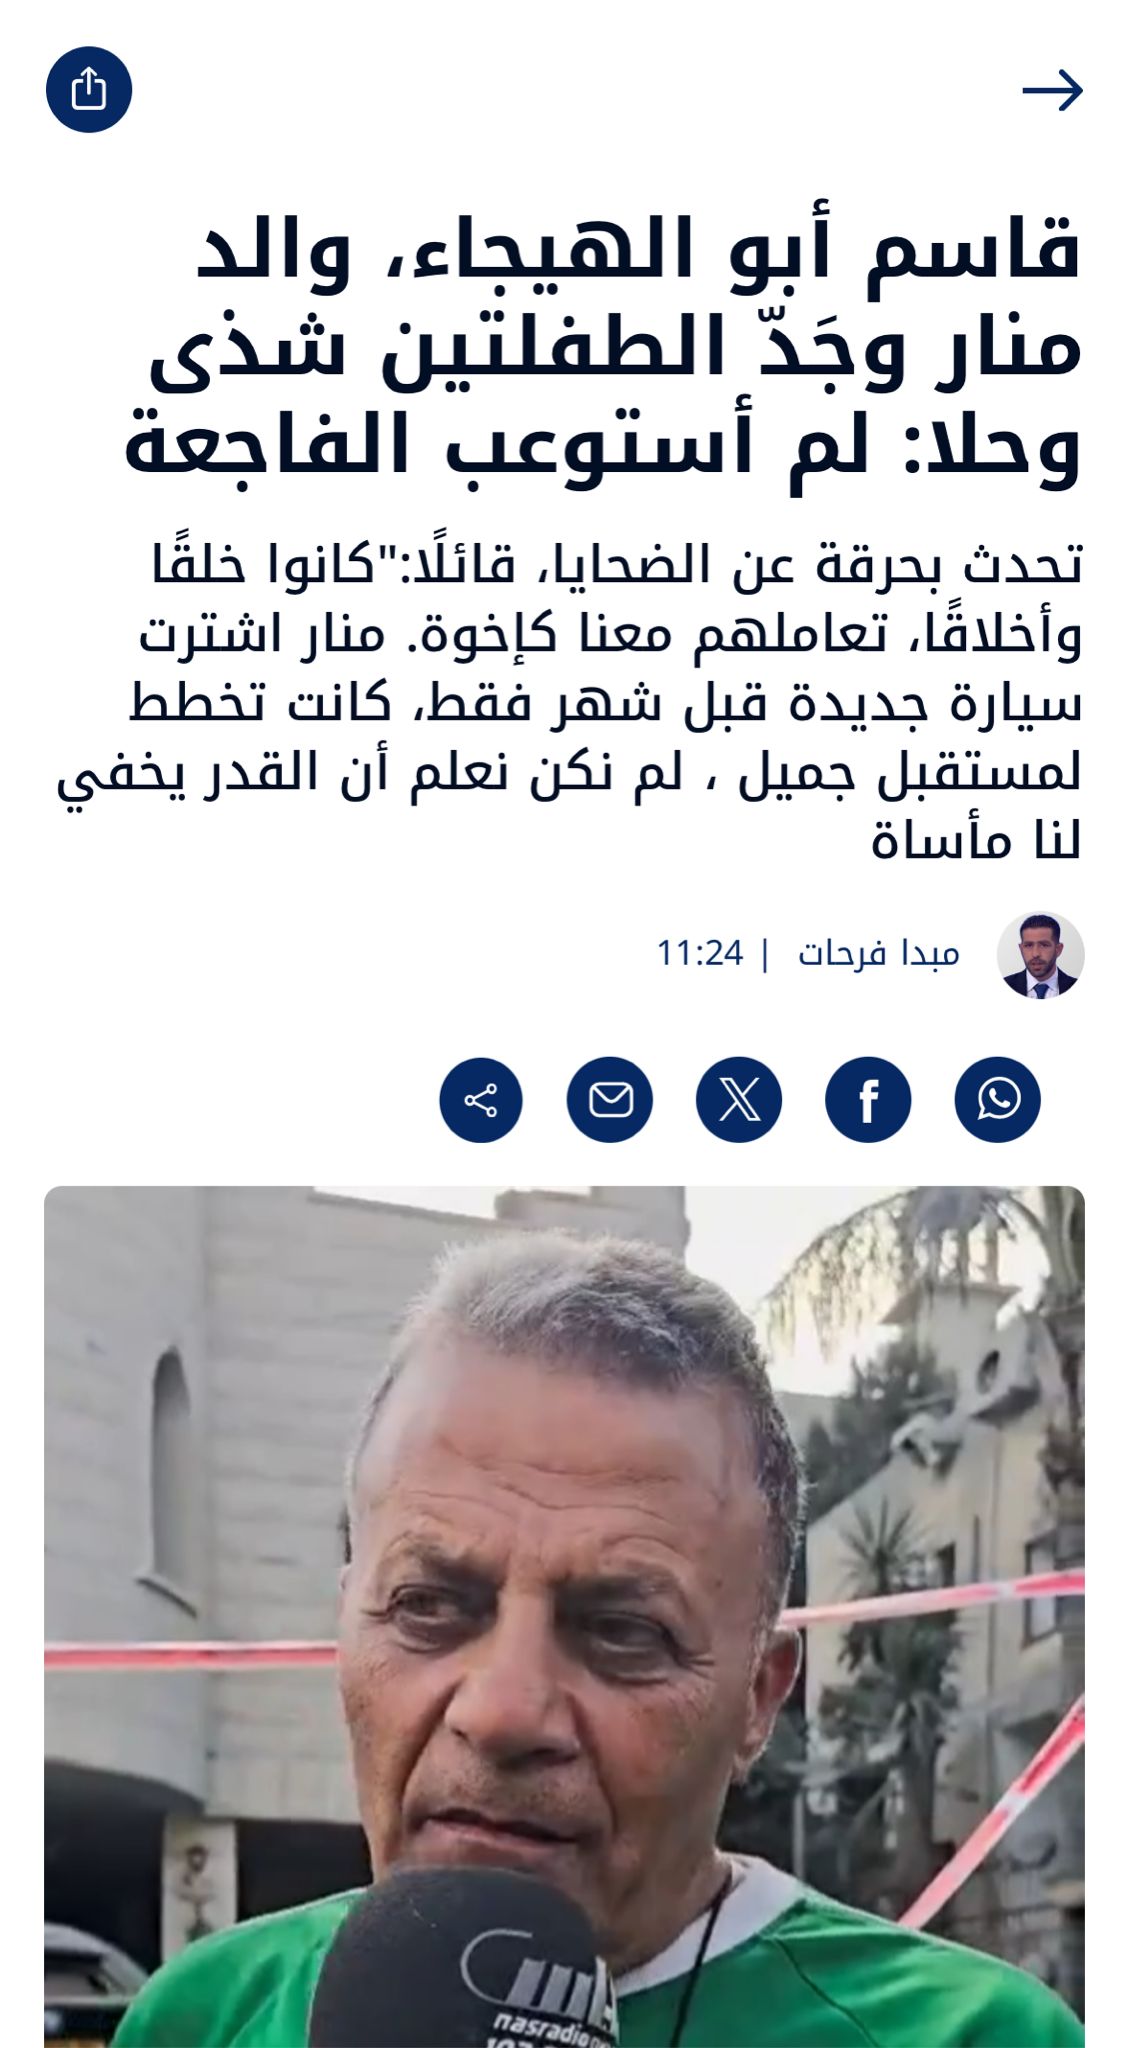 قاسم أبو الهيجاء، والد
منار وجَدّ الطفلتين شذى
وحلا: لم أستوعب الفاجعة
تحدث بحرقة عن الضحايا، قائلًا:"كانوا خلقًا
وأخلاقًا، تعاملهم معنا كإخوة. منار اشترت
سيارة جديدة قبل شهر فقط، كانت تخطط
لمستقبل جميل ، لم نكن نعلم أن القدر يخفي
لنا مأساة
مبدا فرحات | 11:24
nasradio